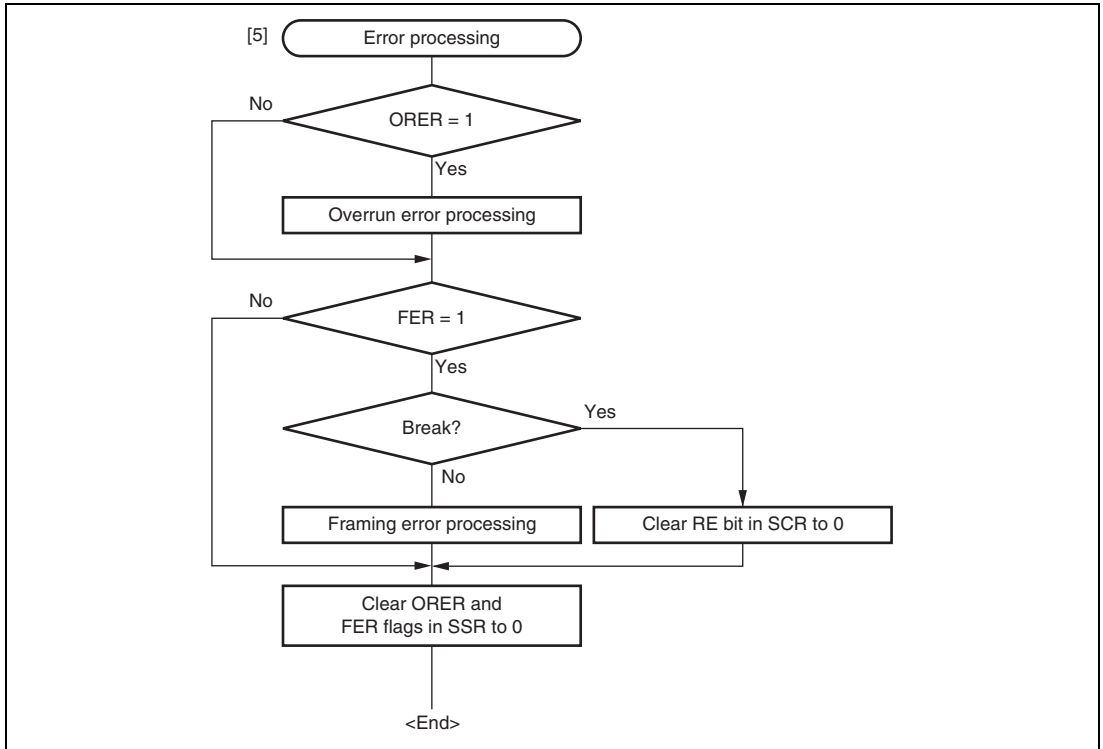 [5] Error processing
No
ORER = 1
Yes
Overrun error processing
No
FER = 1
Yes
Break?
Yes
No
Framing error processing
Clear RE bit in SCR to 0
Clear ORER and
FER flags in SSR to 0
<End>